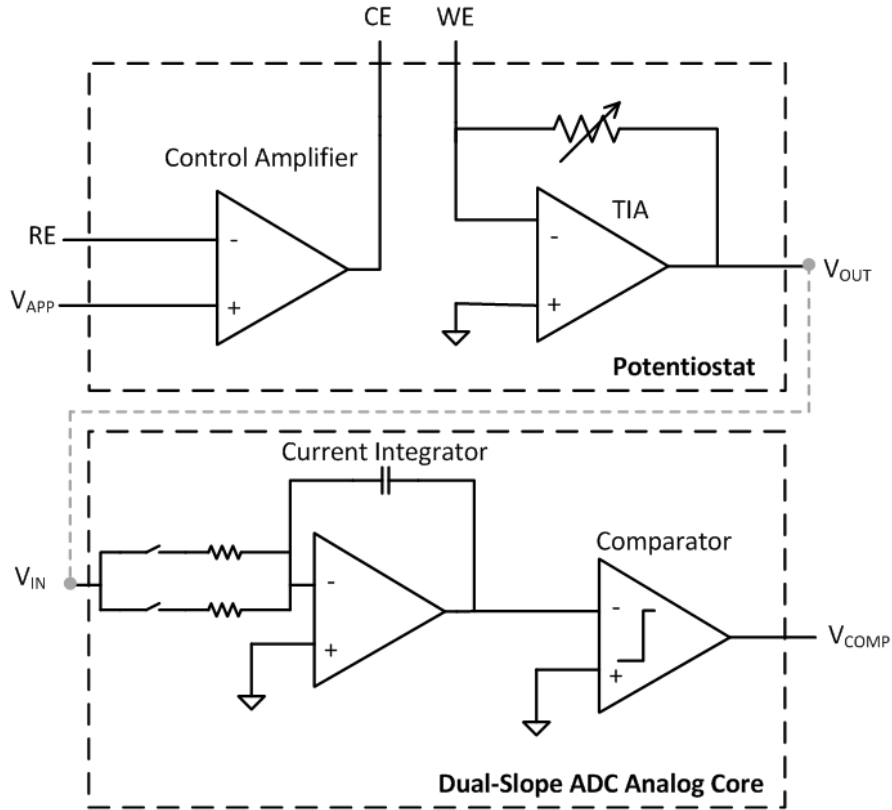 CE WE
Control Amplifier
TIA
RE
-
-
V_OUT
V_APP
+
+
Potentiostat
Current Integrator
Comparator
V_IN
-
-
+
V_COMP
+
Dual-Slope ADC Analog Core